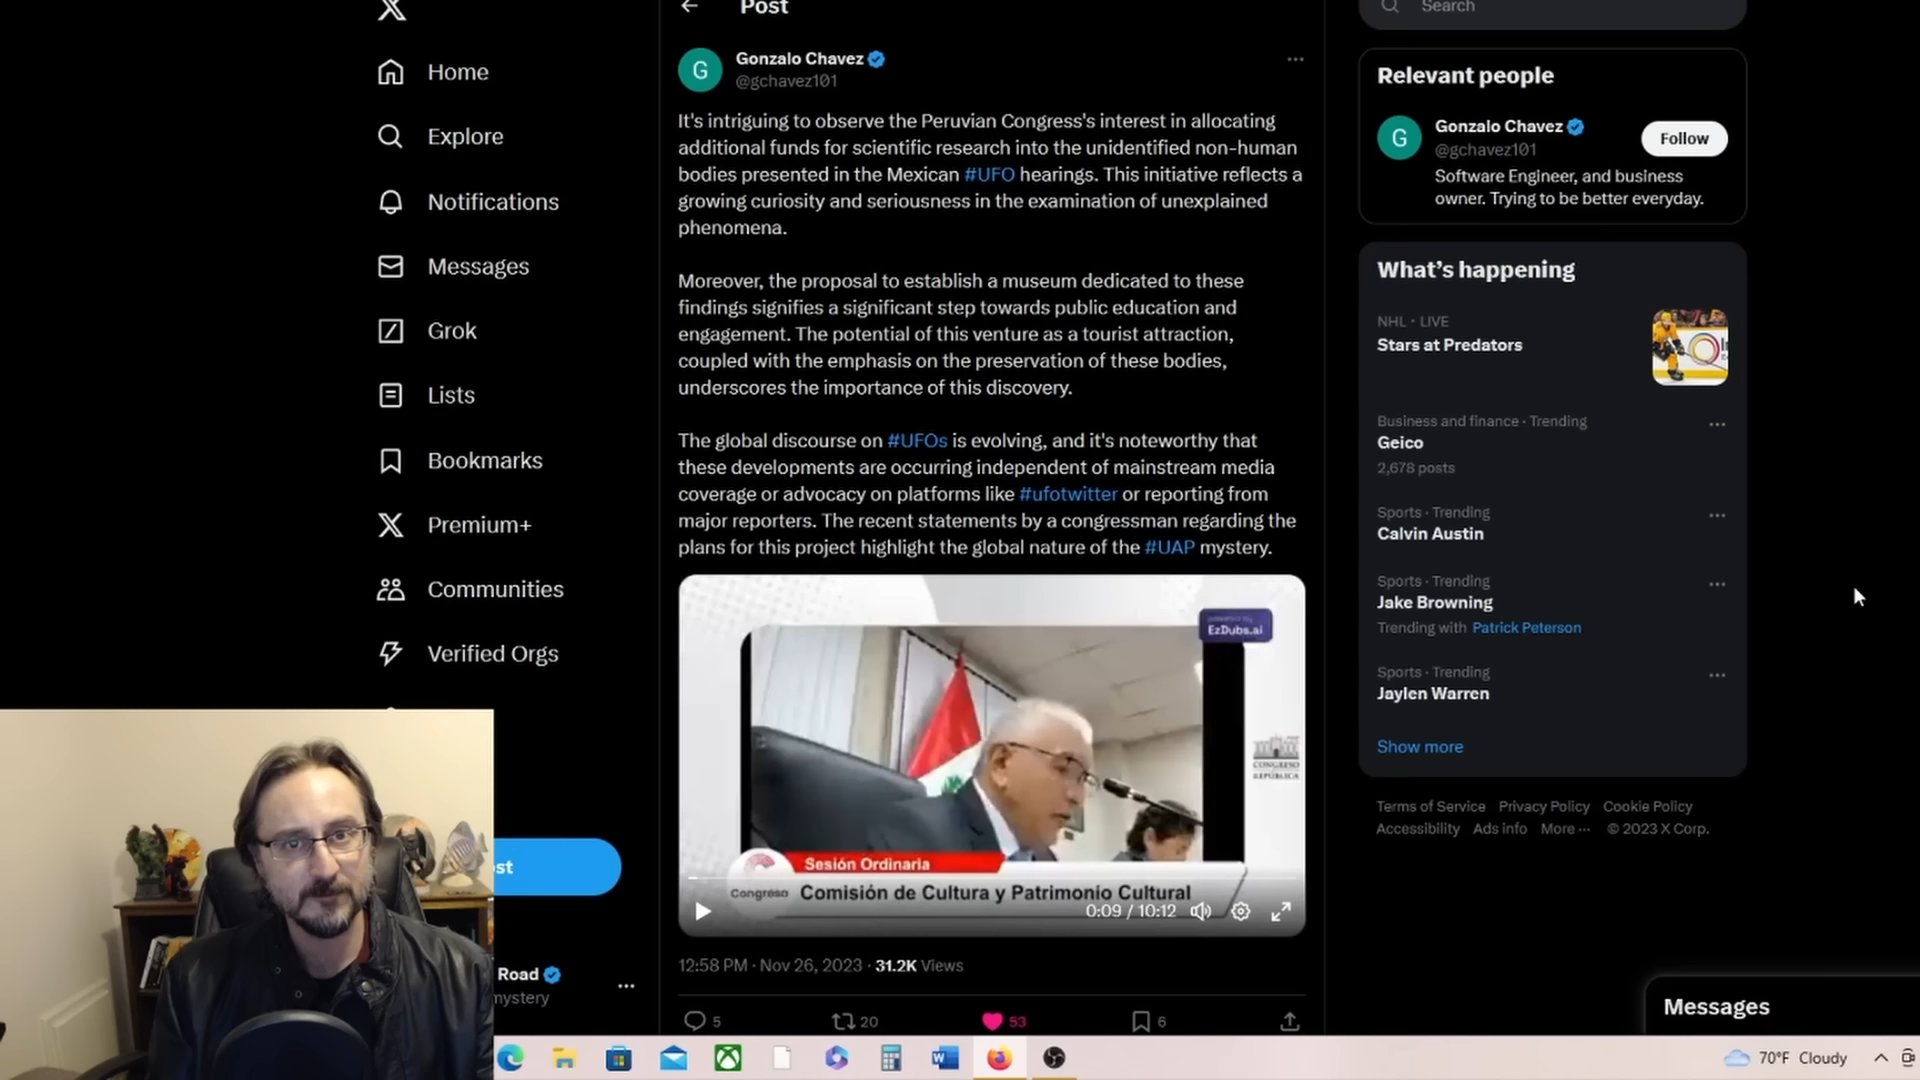 Home
Explore
Notifications
Messages
Grok
Lists
Bookmarks
Premium+
Communities
Verified Orgs
st
Road
mystery
Post
G
Gonzalo Chavez
@gchavez101
It's intriguing to observe the Peruvian Congress's interest in allocating
additional funds for scientific research into the unidentified non-human
bodies presented in the Mexican #UFO hearings. This initiative reflects a
growing curiosity and seriousness in the examination of unexplained
phenomena.
Moreover, the proposal to establish a museum dedicated to these
findings signifies a significant step towards public education and
engagement. The potential of this venture as a tourist attraction,
coupled with the emphasis on the preservation of these bodies,
underscores the importance of this discovery.
The global discourse on #UFOs is evolving, and it's noteworthy that
these developments are occurring independent of mainstream media
coverage or advocacy on platforms like #ufotwitter or reporting from
major reporters. The recent statements by a congressman regarding the
plans for this project highlight the global nature of the #UAP mystery.
powered by
EzDubs.ai
CONGRESO
REPÚBLICA
Sesión Ordinaria
Congreso
Comisión de Cultura y Patrimonio Cultural
0:09 / 10:12
12:58 PM · Nov 26, 2023 · 31.2K Views
5
20
53
6
Search
Relevant people
G
Gonzalo Chavez
@gchavez101
Follow
Software Engineer, and business
owner. Trying to be better everyday.
What's happening
NHL · LIVE
Stars at Predators
Business and finance · Trending
Geico
2,678 posts
Sports · Trending
Calvin Austin
Sports · Trending
Jake Browning
Trending with Patrick Peterson
Sports · Trending
Jaylen Warren
Show more
Terms of Service Privacy Policy Cookie Policy
Accessibility Ads info More ··· © 2023 X Corp.
Messages
70°F Cloudy